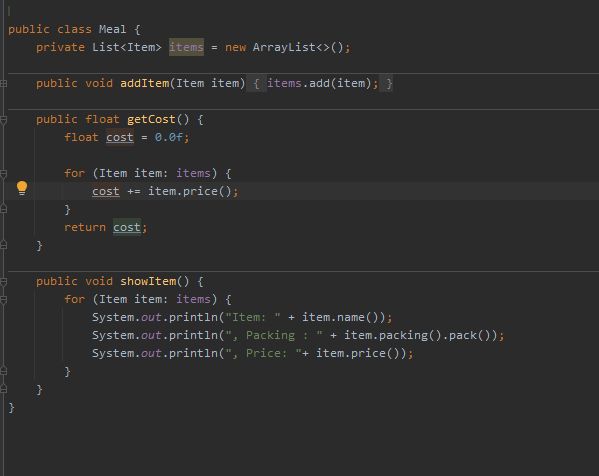 public class Meal {
private List<Item> items = new ArrayList<>();
public void addItem(Item item) { items.add(item); }
public float getCost() {
float cost = 0.0f;
for (Item item: items) {
cost += item.price();
}
return cost;
}
public void showItem() {
for (Item item: items) {
System.out.println("Item: " + item.name());
System.out.println(", Packing : " + item.packing().pack());
System.out.println(", Price: "+ item.price());
}
}
}